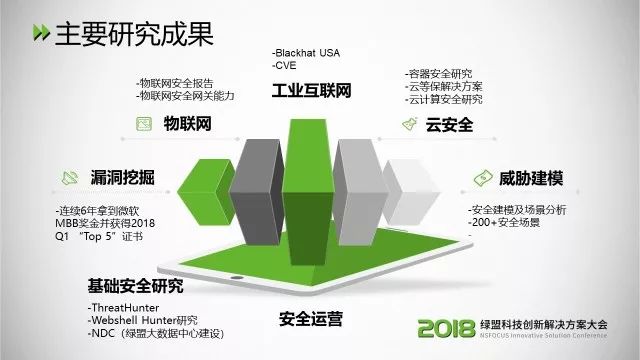 主要研究成果
-Blackhat USA
-CVE
工业互联网
-物联网安全报告
-物联网安全网关能力
物联网
-容器安全研究
-云等保解决方案
-云计算安全研究
云安全
漏洞挖掘
-连续6年拿到微软
MBB奖金并获得2018
Q1 “Top 5”证书
威胁建模
-安全建模及场景分析
-200+安全场景
-
基础安全研究
-ThreatHunter
-Webshell Hunter研究
-NDC（绿盟大数据中心建设）
安全运营
2018 绿盟科技创新解决方案大会
NSFOCUS Innovative Solution Conference